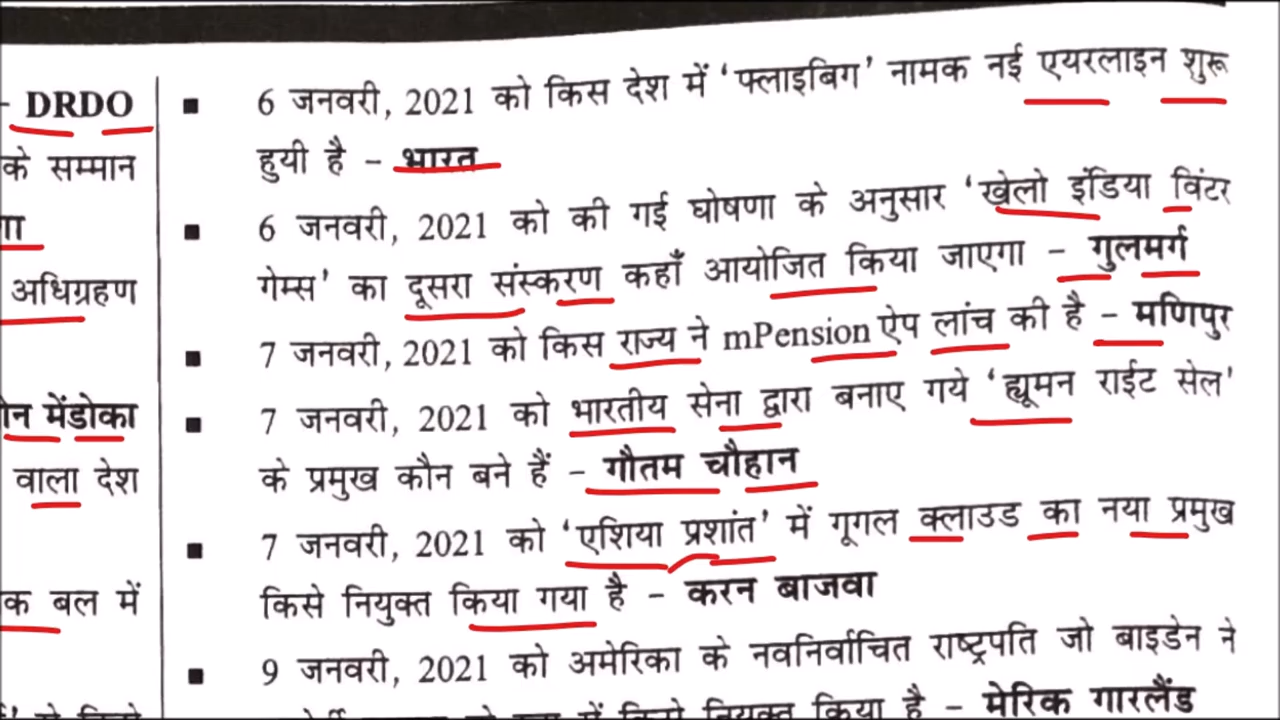 - DRDO
के सम्मान
अधिग्रहण
मेंडोका
वाला देश
बल में
6 जनवरी, 2021 को किस देश में ‘फ्लाइबिग’ नामक नई एयरलाइन शुरू
हुयी है – भारत
6 जनवरी, 2021 को की गई घोषणा के अनुसार ‘खेलो इंडिया विंटर
गेम्स’ का दूसरा संस्करण कहाँ आयोजित किया जाएगा – गुलमर्ग
7 जनवरी, 2021 को किस राज्य ने mPension ऐप लांच की है – मणिपुर
7 जनवरी, 2021 को भारतीय सेना द्वारा बनाए गये ‘ह्यूमन राईट सेल’
के प्रमुख कौन बने हैं – गौतम चौहान
7 जनवरी, 2021 को ‘एशिया प्रशांत’ में गूगल क्लाउड का नया प्रमुख
किसे नियुक्त किया गया है – करन बाजवा
9 जनवरी, 2021 को अमेरिका के नवनिर्वाचित राष्ट्रपति जो बाइडेन ने
में किसे नियुक्त किया है – मेरिक गारलैंड